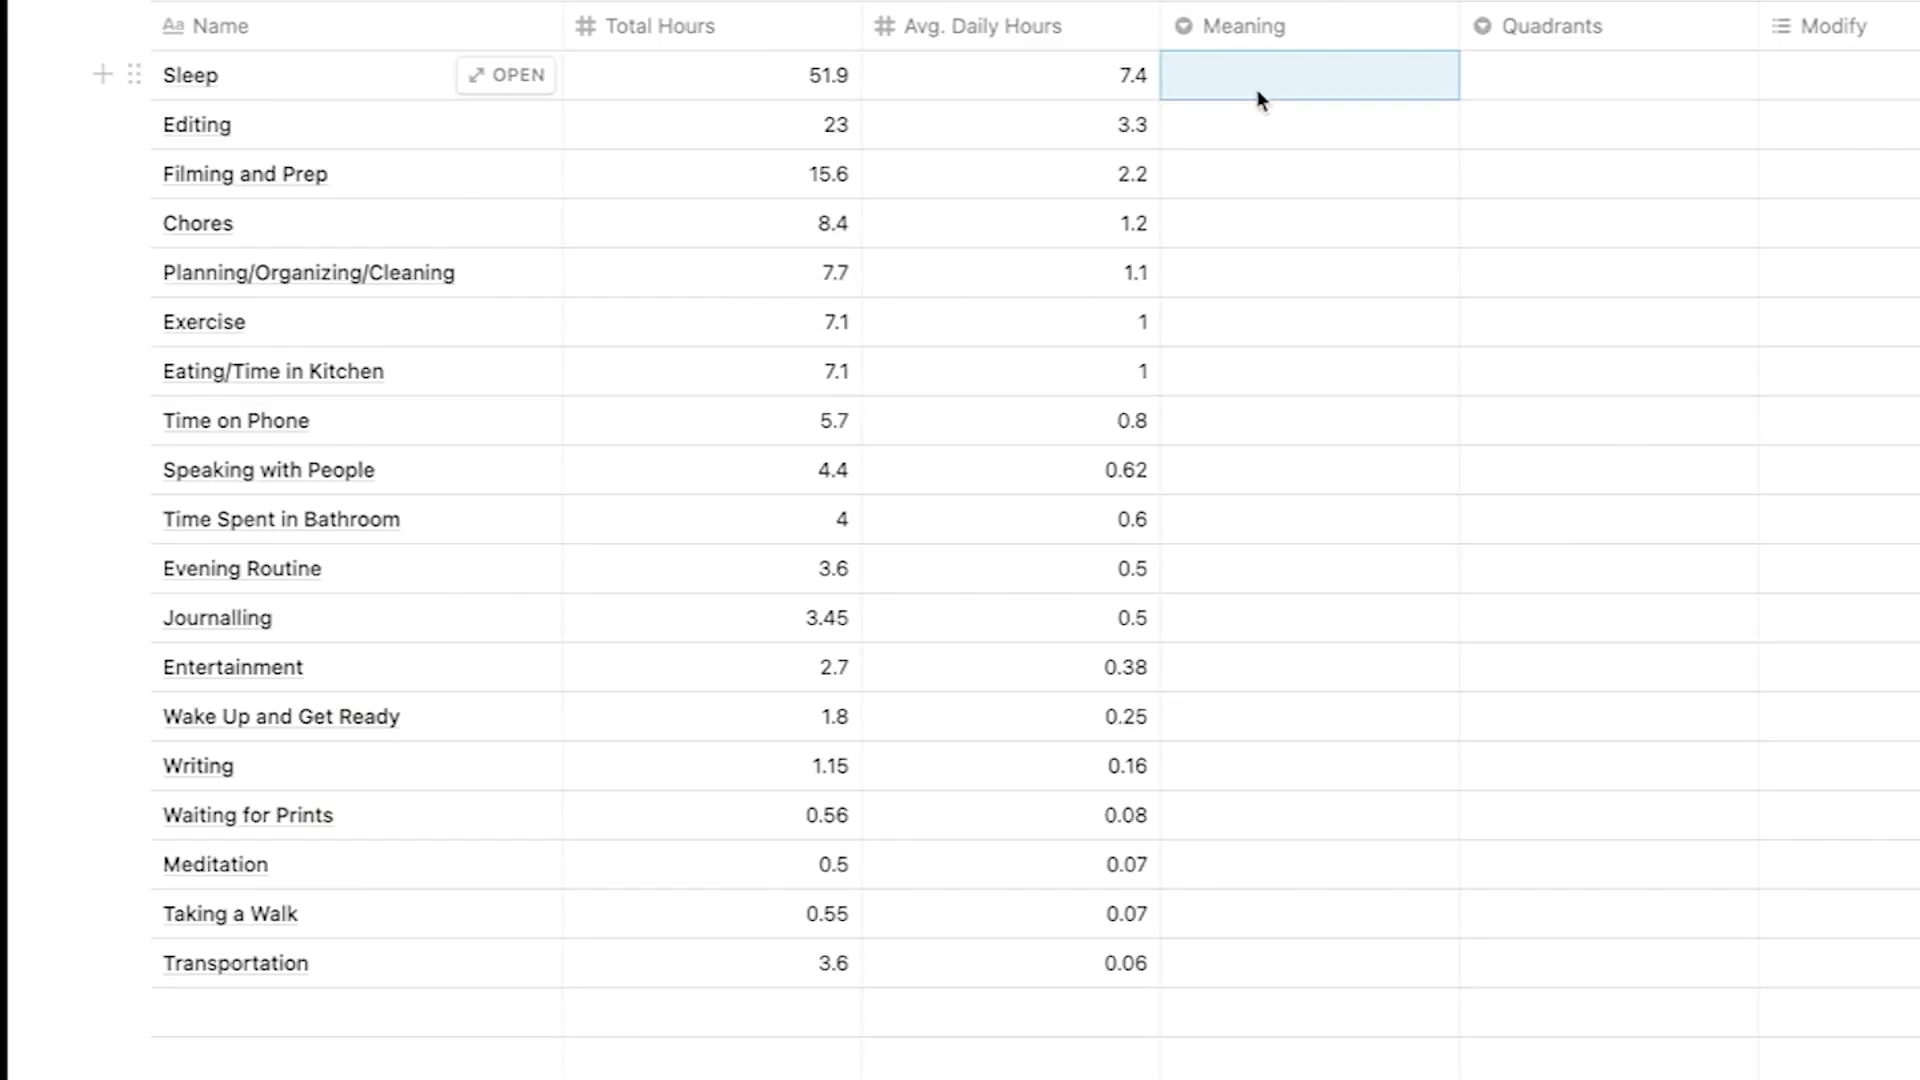 Aa Name Total Hours Avg. Daily Hours Meaning Quadrants Modify
Sleep OPEN 51.9 7.4
Editing 23 3.3
Filming and Prep 15.6 2.2
Chores 8.4 1.2
Planning/Organizing/Cleaning 7.7 1.1
Exercise 7.1 1
Eating/Time in Kitchen 7.1 1
Time on Phone 5.7 0.8
Speaking with People 4.4 0.62
Time Spent in Bathroom 4 0.6
Evening Routine 3.6 0.5
Journalling 3.45 0.5
Entertainment 2.7 0.38
Wake Up and Get Ready 1.8 0.25
Writing 1.15 0.16
Waiting for Prints 0.56 0.08
Meditation 0.5 0.07
Taking a Walk 0.55 0.07
Transportation 3.6 0.06